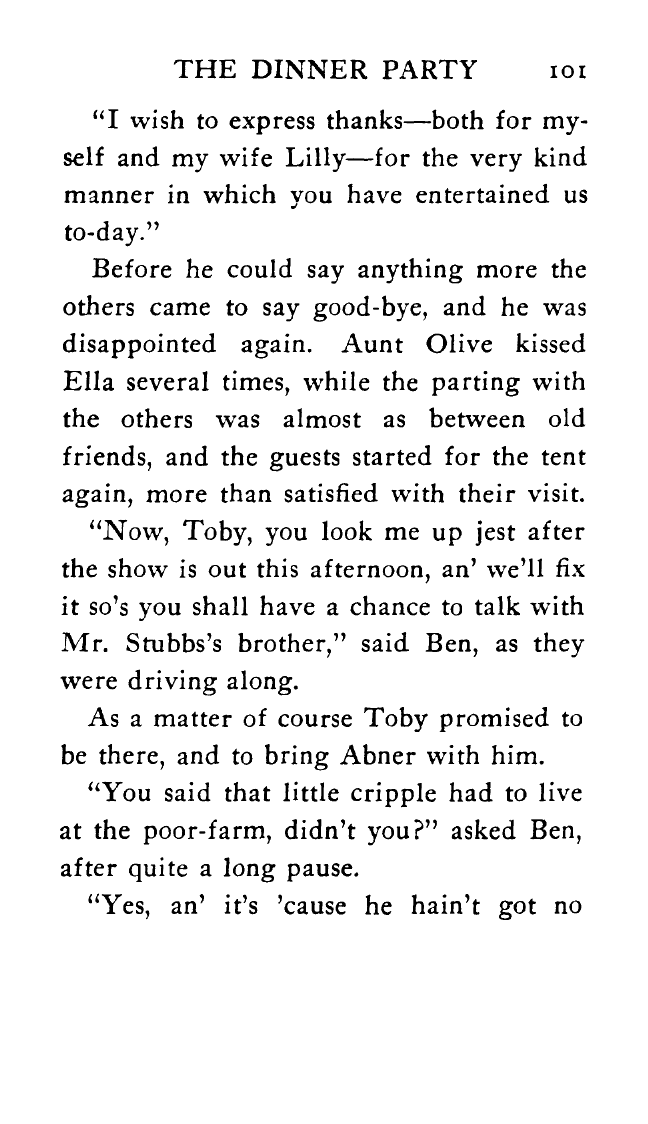 THE DINNER PARTY 101
“I wish to express thanks—both for my-
self and my wife Lilly—for the very kind
manner in which you have entertained us
to-day.”
Before he could say anything more the
others came to say good-bye, and he was
disappointed again. Aunt Olive kissed
Ella several times, while the parting with
the others was almost as between old
friends, and the guests started for the tent
again, more than satisfied with their visit.
“Now, Toby, you look me up jest after
the show is out this afternoon, an’ we’ll fix
it so’s you shall have a chance to talk with
Mr. Stubbs’s brother,” said Ben, as they
were driving along.
As a matter of course Toby promised to
be there, and to bring Abner with him.
“You said that little cripple had to live
at the poor-farm, didn’t you?” asked Ben,
after quite a long pause.
“Yes, an’ it’s ’cause he hain’t got no